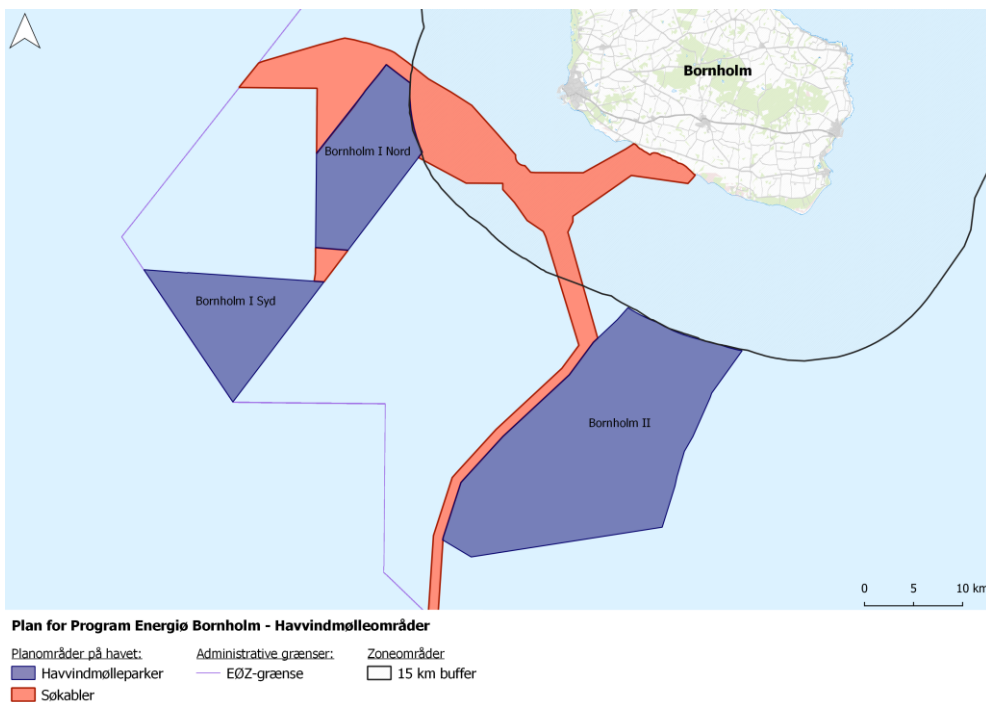 Bornholm
Bornholm I Nord
Bornholm I Syd
Bornholm II
0 5 10 km
Plan for Program Energiø Bornholm - Havvindmølleområder
Planområder på havet: Administrative grænser: Zoneområder
Havvindmølleparker EØZ-grænse 15 km buffer
Søkabler